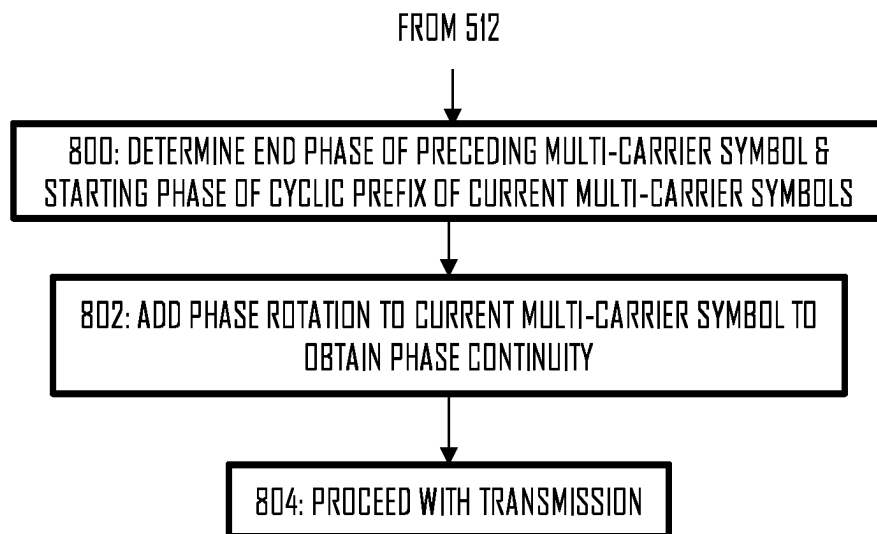 FROM 512
800: DETERMINE END PHASE OF PRECEDING MULTI-CARRIER SYMBOL &
STARTING PHASE OF CYCLIC PREFIX OF CURRENT MULTI-CARRIER SYMBOLS
802: ADD PHASE ROTATION TO CURRENT MULTI-CARRIER SYMBOL TO
OBTAIN PHASE CONTINUITY
804: PROCEED WITH TRANSMISSION